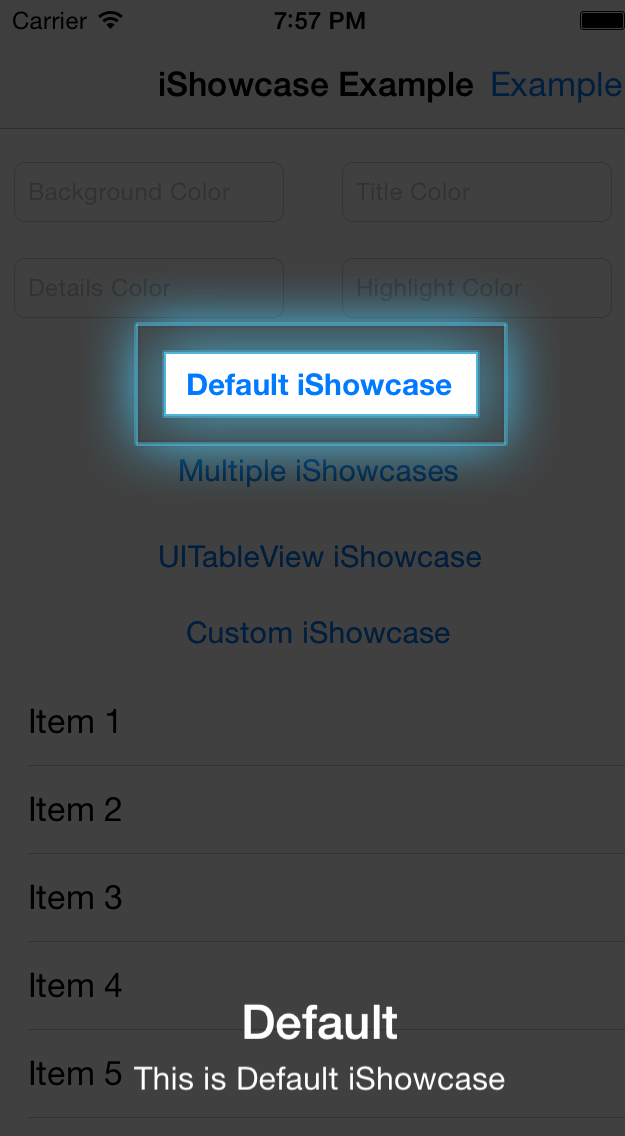 Carrier 7:57 PM
iShowcase Example Example
Background Color Title Color
Details Color Highlight Color
Default iShowcase
Multiple iShowcases
UITableView iShowcase
Custom iShowcase
Item 1
Item 2
Item 3
Item 4
Default
Item 5 This is Default iShowcase